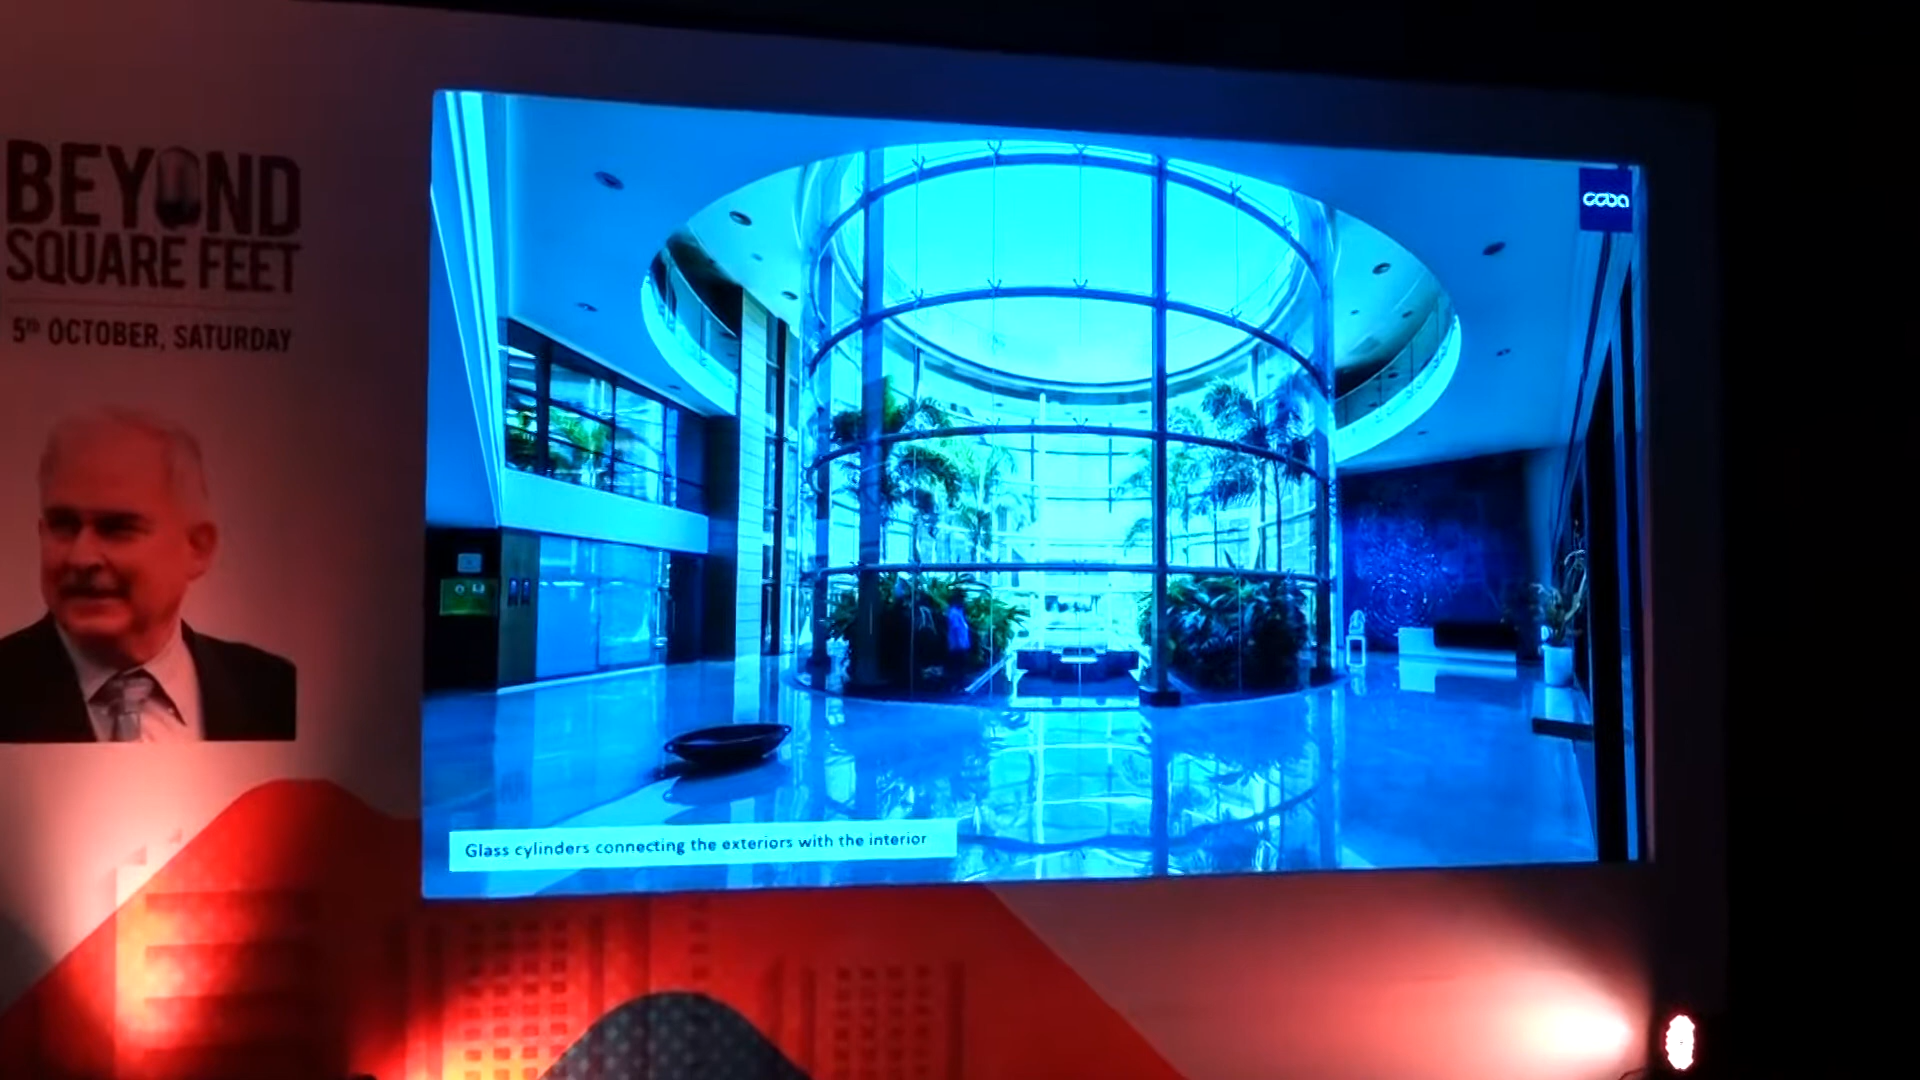 BEYOND
SQUARE FEET
5th OCTOBER, SATURDAY
ccba
Glass cylinders connecting the exteriors with the interior